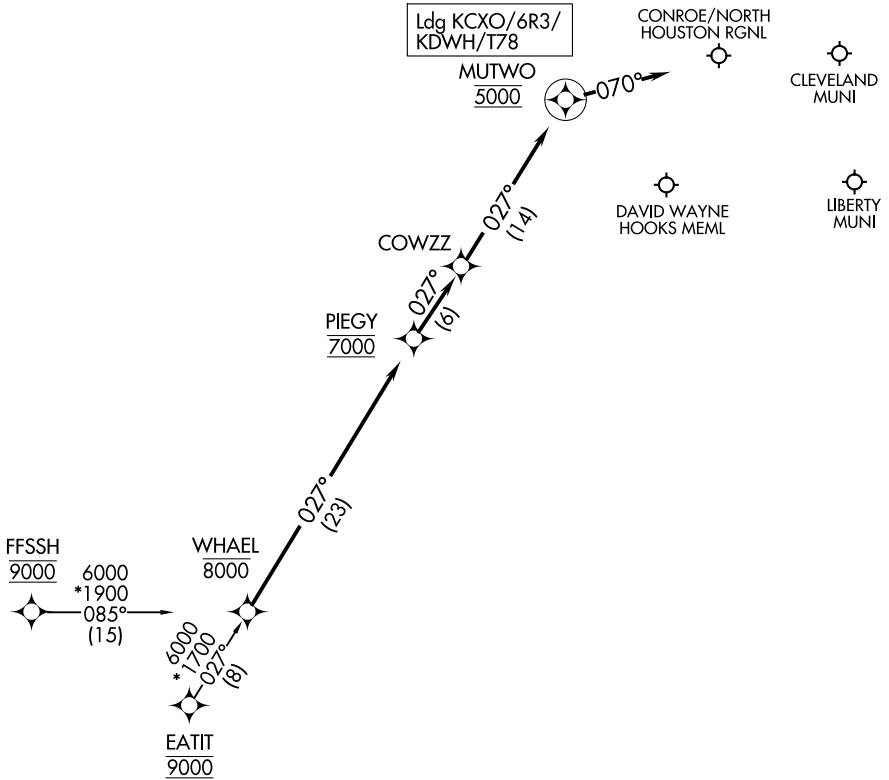 Ldg KCXO/6R3/
KDWH/T78
CONROE/NORTH
HOUSTON RGNL
CLEVELAND
MUNI
MUTWO
5000
070°
DAVID WAYNE
HOOKS MEML
LIBERTY
MUNI
027°
(14)
COWZZ
027°
(6)
PIEGY
7000
027°
(23)
FFSSH
9000
6000
*1900
085°
(15)
WHAEL
8000
6000
*1700
027°
(8)
EATIT
9000